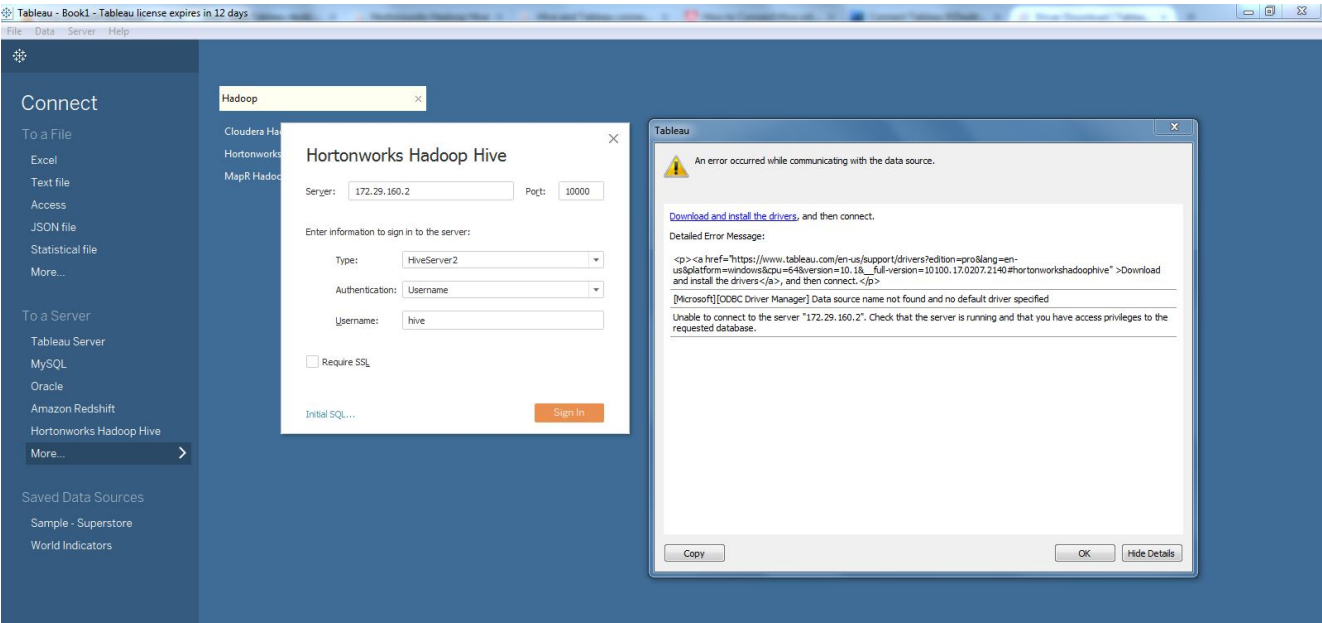 Tableau - Book1 - Tableau license expires in 12 days
File Data Server Help
Connect
To a File
Excel
Text file
Access
JSON file
Statistical file
More...
To a Server
Tableau Server
MySQL
Oracle
Amazon Redshift
Hortonworks Hadoop Hive
More...
Saved Data Sources
Sample - Superstore
World Indicators
Hadoop
Cloudera Ha
Hortonworks
MapR Hadoo
Hortonworks Hadoop Hive
Server: 172.29.160.2 Port: 10000
Enter information to sign in to the server:
Type: HiveServer2
Authentication: Username
Username: hive
Require SSL
Initial SQL... Sign In
Tableau
An error occurred while communicating with the data source.
Download and install the drivers, and then connect.
Detailed Error Message:
<p><a href="https://www.tableau.com/en-us/support/drivers?edition=pro&lang=en-
us&platform=windows&cpu=64&version=10.1&__full-version=10100.17.0207.2140#hortonworkshadoophive" >Download
and install the drivers</a>, and then connect.</p>
[Microsoft][ODBC Driver Manager] Data source name not found and no default driver specified
Unable to connect to the server "172.29.160.2". Check that the server is running and that you have access privileges to the
requested database.
Copy OK Hide Details